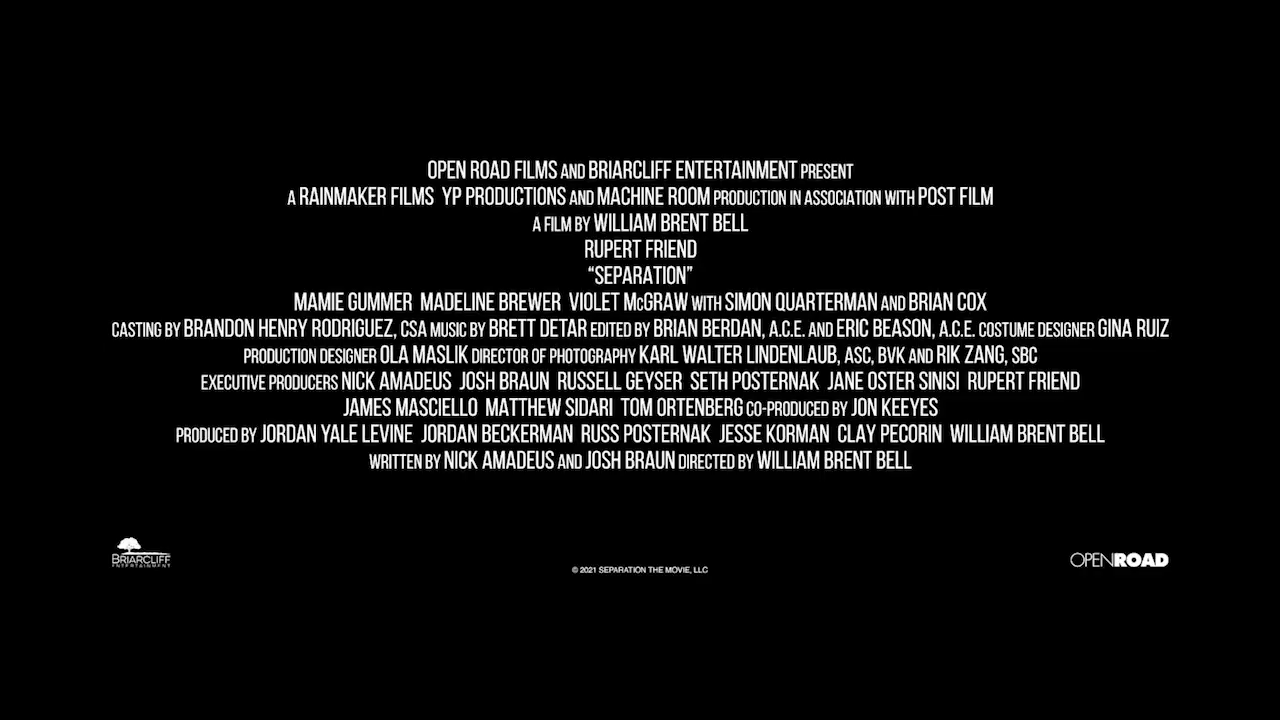 OPEN ROAD FILMS AND BRIARCLIFF ENTERTAINMENT PRESENT
A RAINMAKER FILMS YP PRODUCTIONS AND MACHINE ROOM PRODUCTION IN ASSOCIATION WITH POST FILM
A FILM BY WILLIAM BRENT BELL
RUPERT FRIEND
“SEPARATION”
MAMIE GUMMER MADELINE BREWER VIOLET McGRAW WITH SIMON QUARTERMAN AND BRIAN COX
CASTING BY BRANDON HENRY RODRIGUEZ, CSA MUSIC BY BRETT DETAR EDITED BY BRIAN BERDAN, A.C.E. AND ERIC BEASON, A.C.E. COSTUME DESIGNER GINA RUIZ
PRODUCTION DESIGNER OLA MASLIK DIRECTOR OF PHOTOGRAPHY KARL WALTER LINDENLAUB, ASC, BVK AND RIK ZANG, SBC
EXECUTIVE PRODUCERS NICK AMADEUS JOSH BRAUN RUSSELL GEYSER SETH POSTERNAK JANE OSTER SINISI RUPERT FRIEND
JAMES MASCIELLO MATTHEW SIDARI TOM ORTENBERG CO-PRODUCED BY JON KEEYES
PRODUCED BY JORDAN YALE LEVINE JORDAN BECKERMAN RUSS POSTERNAK JESSE KORMAN CLAY PECORIN WILLIAM BRENT BELL
WRITTEN BY NICK AMADEUS AND JOSH BRAUN DIRECTED BY WILLIAM BRENT BELL
BRIARCLIFF
ENTERTAINMENT
© 2021 SEPARATION THE MOVIE, LLC
OPEN ROAD